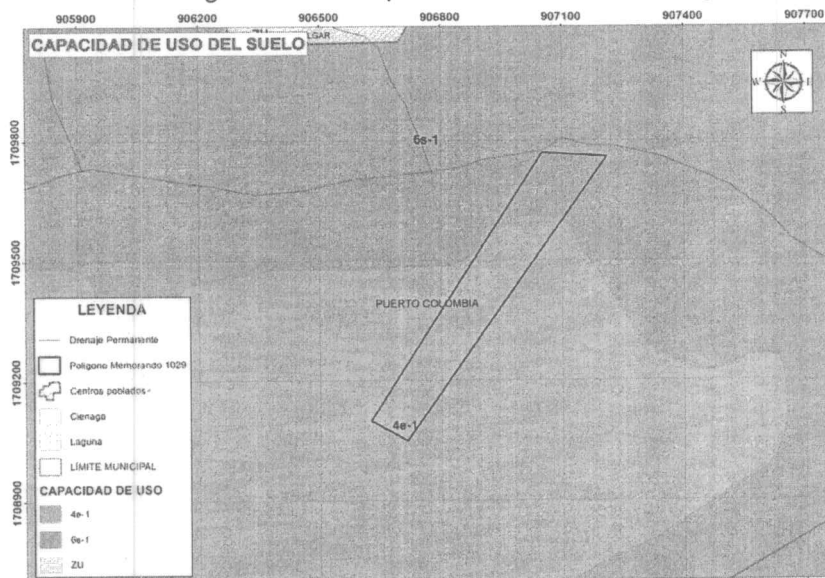 905900 906200 906500 906800 907100 907400 907700
CAPACIDAD DE USO DEL SUELO
LGAR
N
W E
S
6s-1
1709800
1709500
1709200
1708900
PUERTO COLOMBIA
4e-1
LEYENDA
Drenaje Permanante
Poligono Memorando 1029
Centros poblados -
Cienaga
Laguna
LÍMITE MUNICIPAL
CAPACIDAD DE USO
4e-1
6s-1
ZU